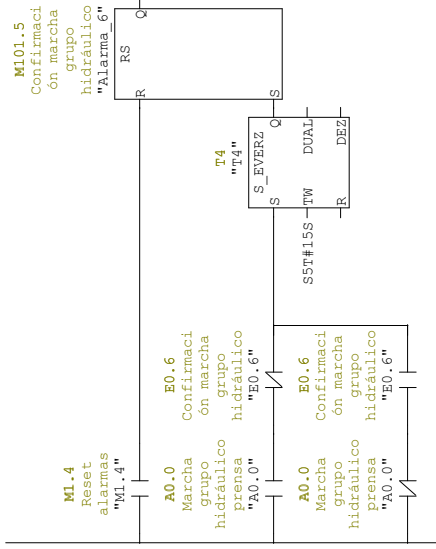 M101.5
Confirmaci
ón marcha
grupo
hidráulico
"Alarma_6"
RS
R
Q
S
M1.4
Reset
alarmas
"M1.4"
T4
"T4"
S_EVERZ
S
Q
S5T#15S
TW
DUAL
R
DEZ
A0.0
Marcha
grupo
hidráulico
prensa
"A0.0"
E0.6
Confirmaci
ón marcha
grupo
hidráulico
"E0.6"
A0.0
Marcha
grupo
hidráulico
prensa
"A0.0"
E0.6
Confirmaci
ón marcha
grupo
hidráulico
"E0.6"